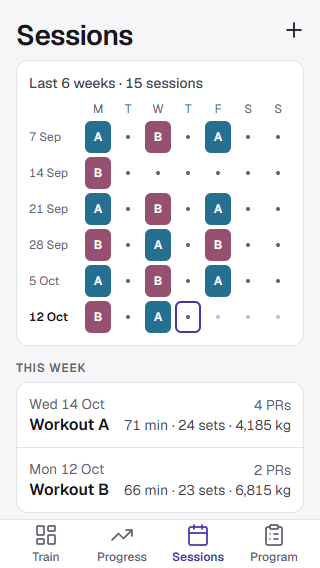 Sessions
Last 6 weeks · 15 sessions
M T W T F S S
7 Sep A B A
14 Sep B
21 Sep A B A
28 Sep B A B
5 Oct A B A
12 Oct B A
THIS WEEK
Wed 14 Oct 4 PRs
Workout A 71 min · 24 sets · 4,185 kg
Mon 12 Oct 2 PRs
Workout B 66 min · 23 sets · 6,815 kg
Train Progress Sessions Program